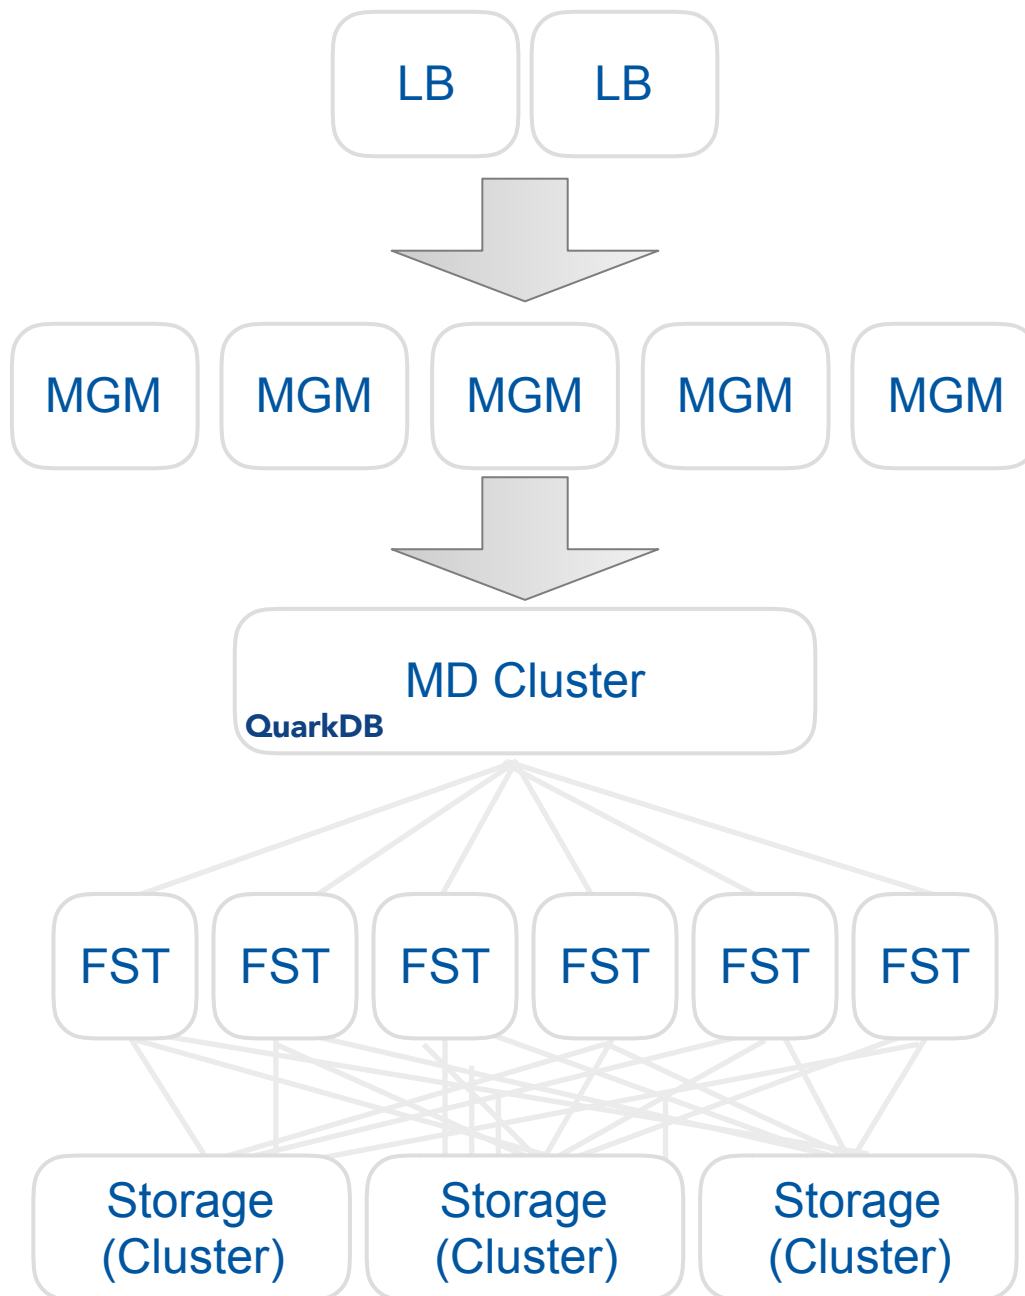 LB LB
MGM MGM MGM MGM MGM
MD Cluster
QuarkDB
FST FST FST FST FST FST
Storage Storage Storage
(Cluster) (Cluster) (Cluster)